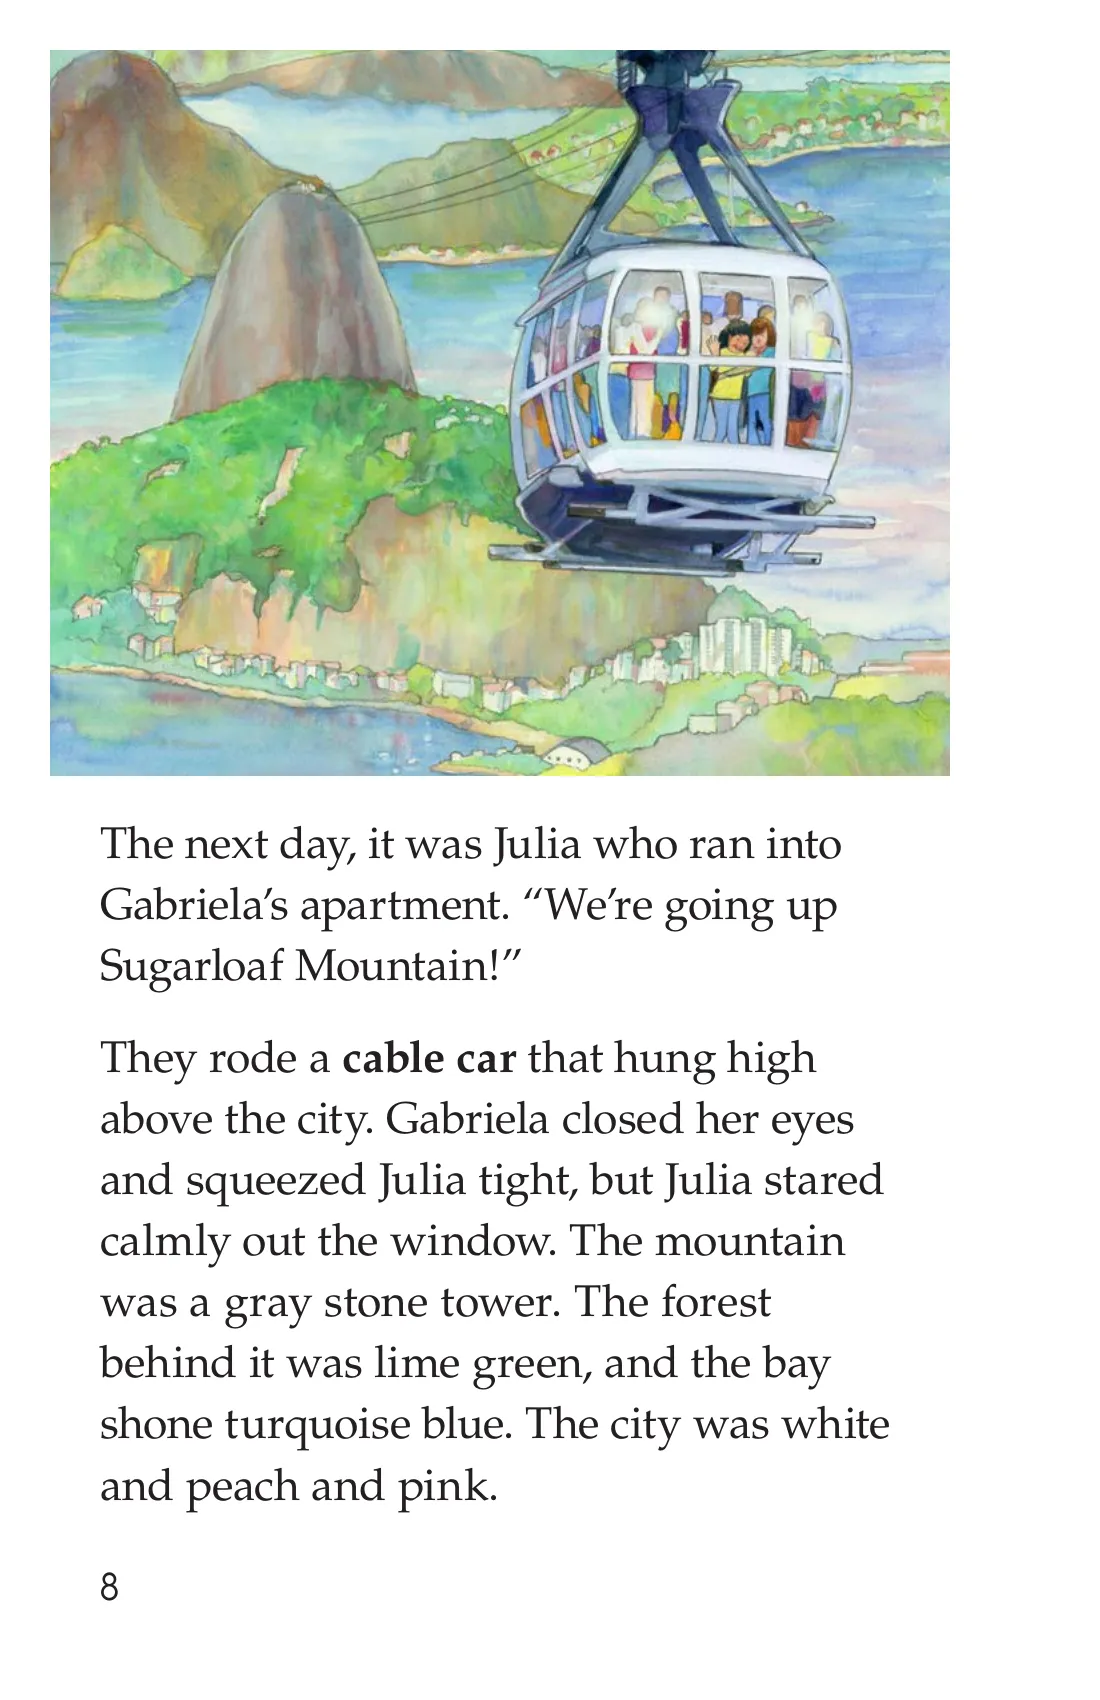 The next day, it was Julia who ran into
Gabriela’s apartment. “We’re going up
Sugarloaf Mountain!”
They rode a cable car that hung high
above the city. Gabriela closed her eyes
and squeezed Julia tight, but Julia stared
calmly out the window. The mountain
was a gray stone tower. The forest
behind it was lime green, and the bay
shone turquoise blue. The city was white
and peach and pink.
8